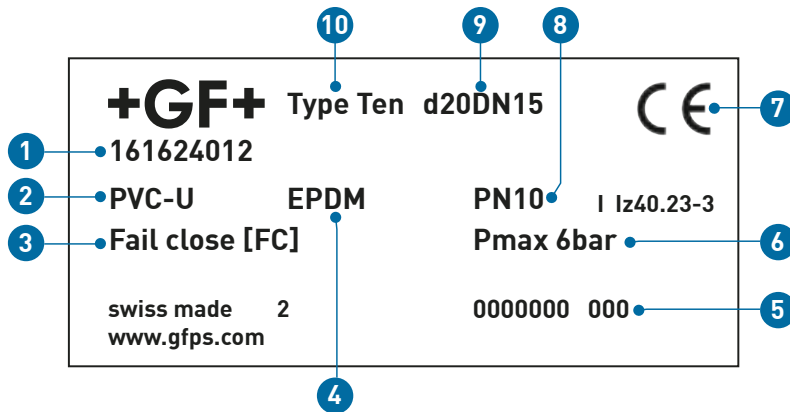 10 9 8
+GF+ Type Ten d20DN15 CE 7
1 161624012
2 PVC-U EPDM PN10 I Iz40.23-3
3 Fail close [FC] Pmax 6bar 6
swiss made 2 0000000 000 5
www.gfps.com
4